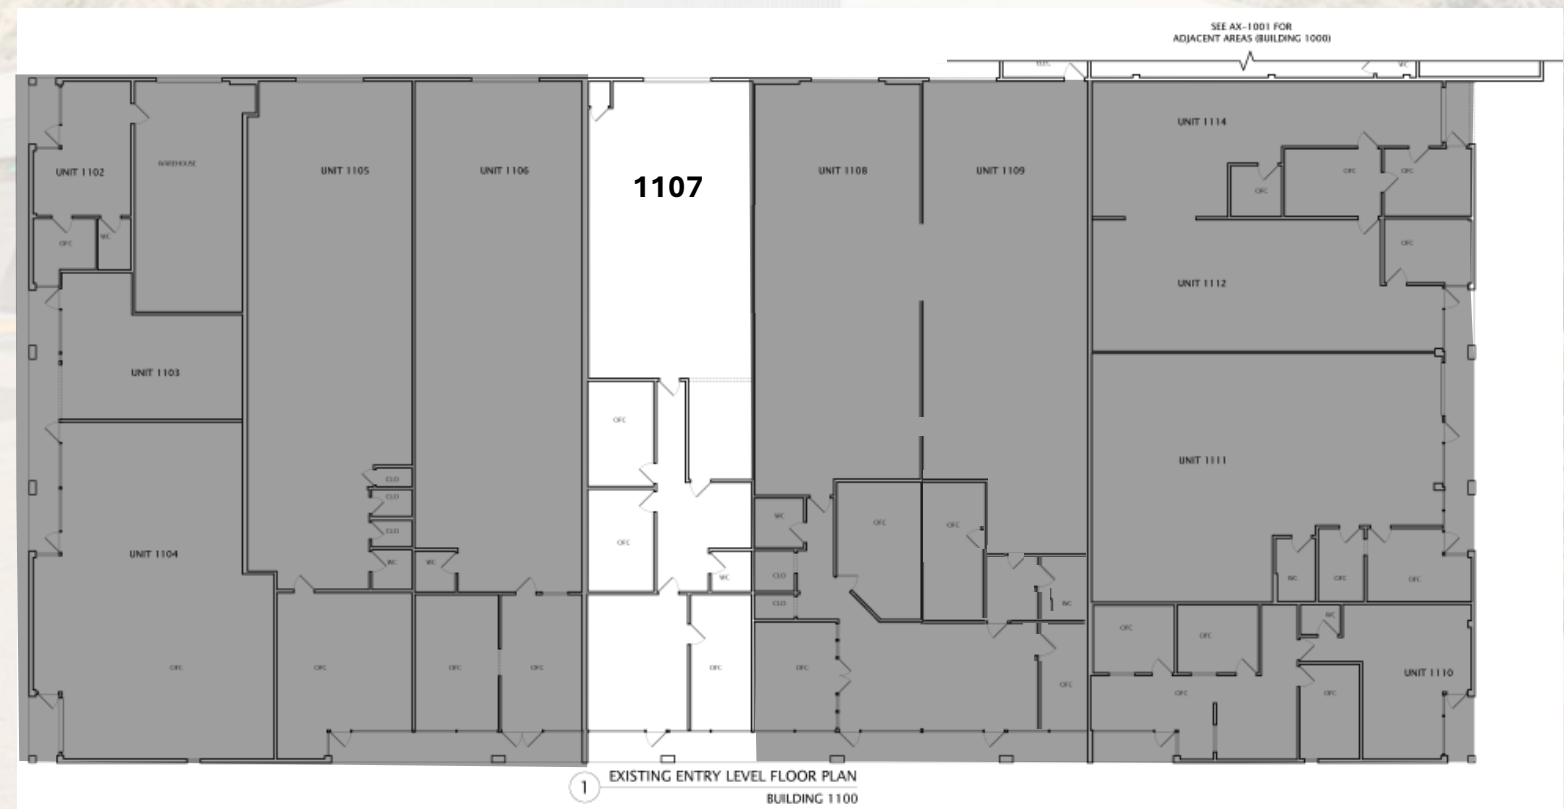 SEE AX-1001 FOR
ADJACENT AREAS (BUILDING 1000)
ELEC
WC
UNIT 1114
UNIT 1102
WAREHOUSE
UNIT 1105
UNIT 1106
1107
UNIT 1108
UNIT 1109
OFC
OFC
OFC
OFC
WC
OFC
UNIT 1112
UNIT 1103
OFC
UNIT 1111
CLO
CLO
CLO
WC
WC
OFC
WC
WC
OFC
OFC
CLO
CLO
WC
UNIT 1104
WC
OFC
OFC
OFC
OFC
WC
OFC
OFC
OFC
OFC
OFC
OFC
OFC
OFC
OFC
OFC
UNIT 1110
1
EXISTING ENTRY LEVEL FLOOR PLAN
BUILDING 1100